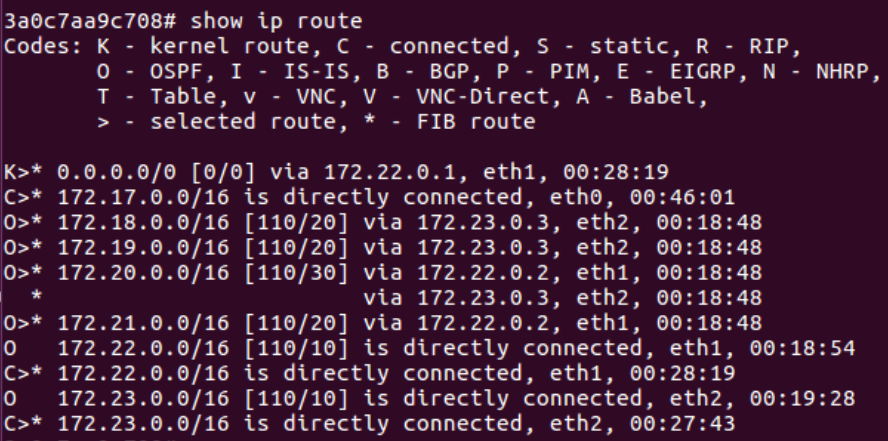 3a0c7aa9c708# show ip route
Codes: K - kernel route, C - connected, S - static, R - RIP,
       O - OSPF, I - IS-IS, B - BGP, P - PIM, E - EIGRP, N - NHRP,
       T - Table, v - VNC, V - VNC-Direct, A - Babel,
       > - selected route, * - FIB route

K>* 0.0.0.0/0 [0/0] via 172.22.0.1, eth1, 00:28:19
C>* 172.17.0.0/16 is directly connected, eth0, 00:46:01
O>* 172.18.0.0/16 [110/20] via 172.23.0.3, eth2, 00:18:48
O>* 172.19.0.0/16 [110/20] via 172.23.0.3, eth2, 00:18:48
O>* 172.20.0.0/16 [110/30] via 172.22.0.2, eth1, 00:18:48
  *                        via 172.23.0.3, eth2, 00:18:48
O>* 172.21.0.0/16 [110/20] via 172.22.0.2, eth1, 00:18:48
O   172.22.0.0/16 [110/10] is directly connected, eth1, 00:18:54
C>* 172.22.0.0/16 is directly connected, eth1, 00:28:19
O   172.23.0.0/16 [110/10] is directly connected, eth2, 00:19:28
C>* 172.23.0.0/16 is directly connected, eth2, 00:27:43